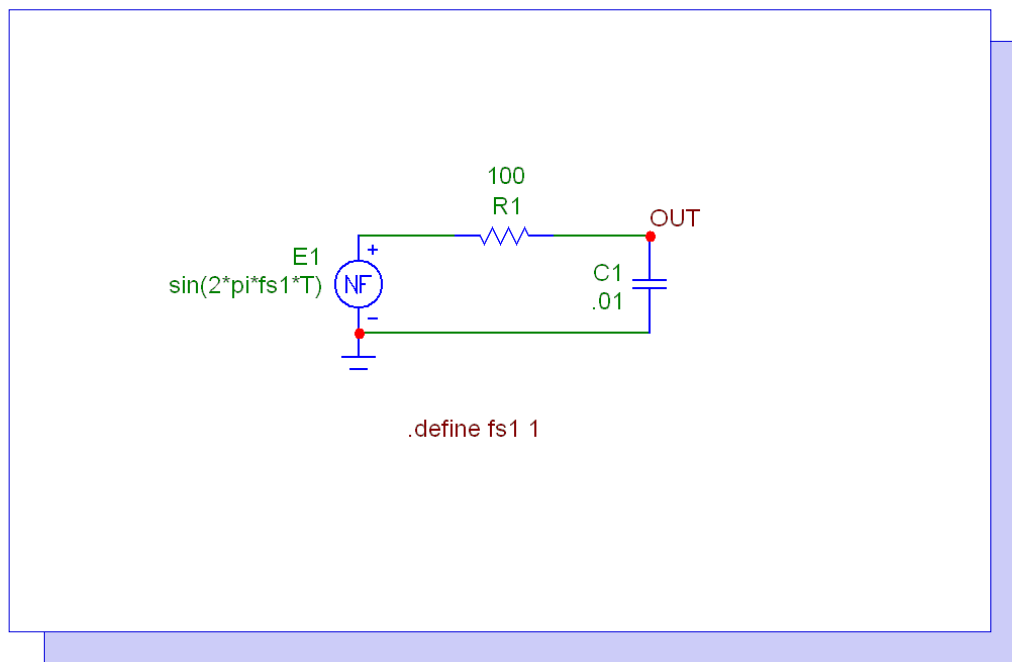 100
R1
OUT
+
E1
sin(2*pi*fs1*T)
NF
−
C1
.01
.define fs1 1